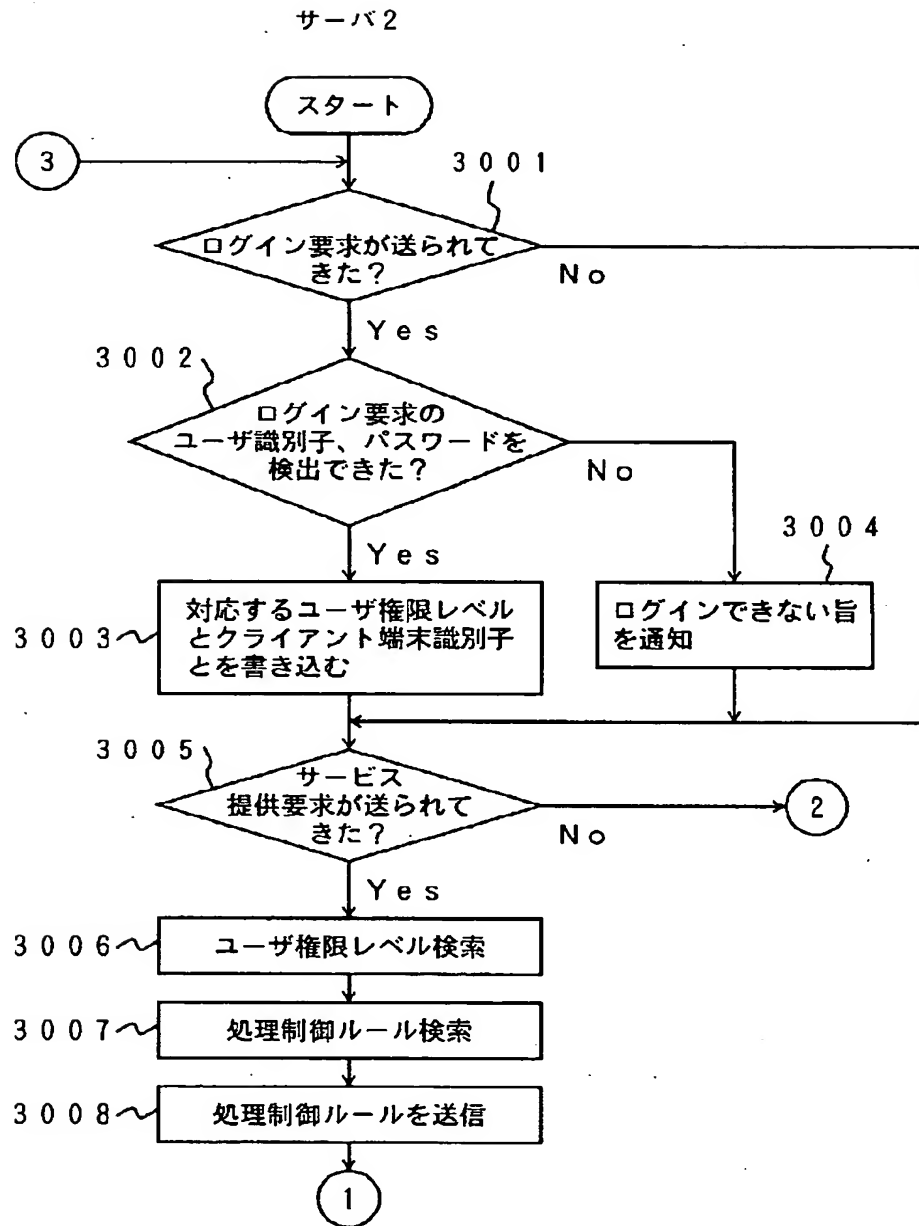 サーバ2
スタート
3
3001
ログイン要求が送られて
きた?
No
Yes
3002
ログイン要求の
ユーザ識別子、パスワードを
検出できた?
No
Yes
3004
ログインできない旨
を通知
3003
対応するユーザ権限レベル
とクライアント端末識別子
とを書き込む
3005
サービス
提供要求が送られて
きた?
No
2
Yes
3006
ユーザ権限レベル検索
3007
処理制御ルール検索
3008
処理制御ルールを送信
1